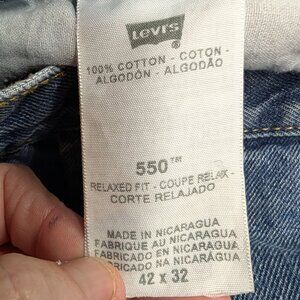 Levi's ®
100% COTTON - COTON -
ALGODÓN - ALGODÃO
550™
RELAXED FIT - COUPE RELAX -
CORTE RELAJADO
MADE IN NICARAGUA
FABRIQUE AU NICARAGUA
FABRICADO EN NICARAGUA
FABRICADO NA NICARÁGUA
42 X 32